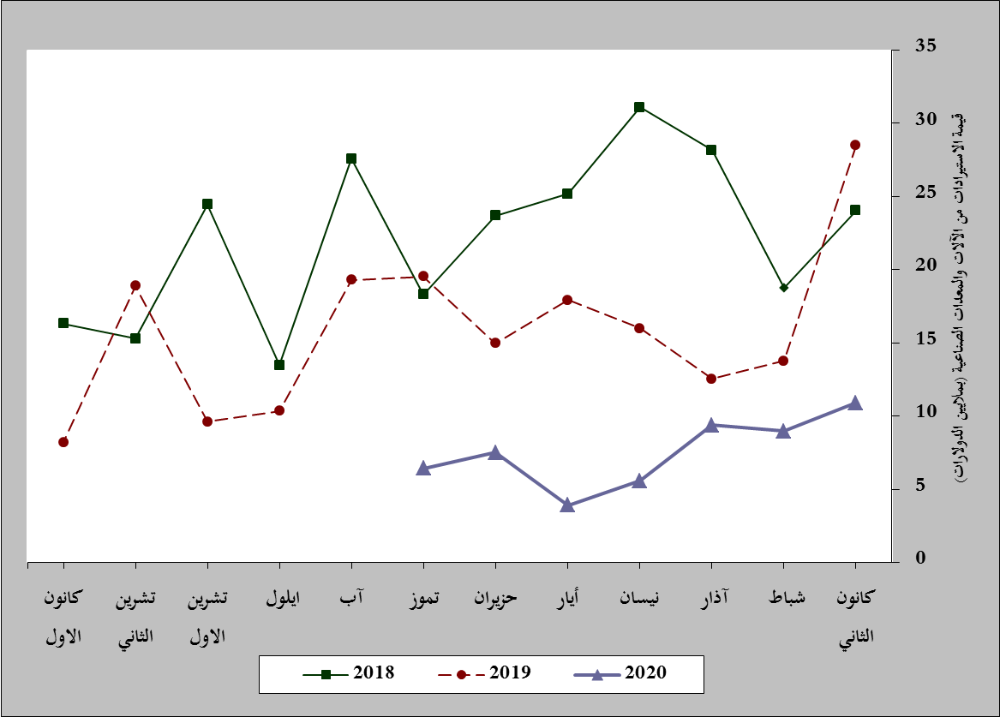 35
30
25
20
15
10
5
0
قيمة الاستيرادات من الآلات والمعدات الصناعية (بملايين الدولارات)
كانون الثاني
شباط
آذار
نيسان
أيار
حزيران
تموز
آب
ايلول
تشرين الاول
تشرين الثاني
كانون الاول
2018
2019
2020